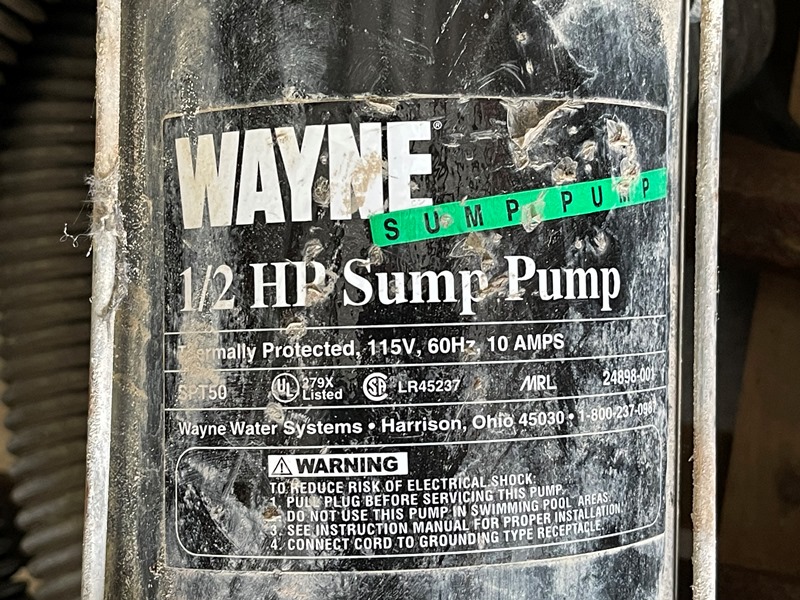 WAYNE®
SUMP PUMP
1/2 HP Sump Pump
Thermally Protected, 115V, 60Hz, 10 AMPS
SPT50 UL 279X Listed SA LR45237 MRL 24898-001
Wayne Water Systems • Harrison, Ohio 45030 • 1-800-237-0987
WARNING
TO REDUCE RISK OF ELECTRICAL SHOCK:
1. PULL PLUG BEFORE SERVICING THIS PUMP.
2. DO NOT USE THIS PUMP IN SWIMMING POOL AREAS.
3. SEE INSTRUCTION MANUAL FOR PROPER INSTALLATION.
4. CONNECT CORD TO GROUNDING TYPE RECEPTACLE.